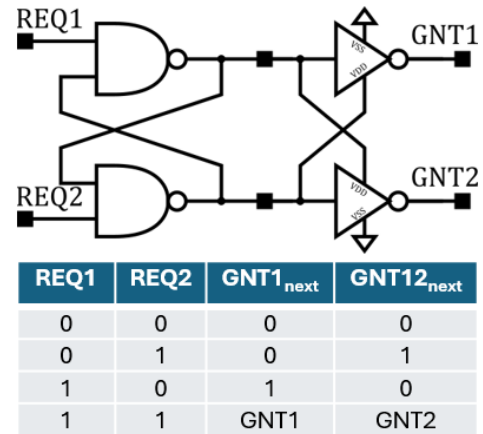 REQ1
VSS
VDD
GNT1
REQ2
VDD
VSS
GNT2
REQ1 REQ2 GNT1next GNT12next
0 0 0 0
0 1 0 1
1 0 1 0
1 1 GNT1 GNT2